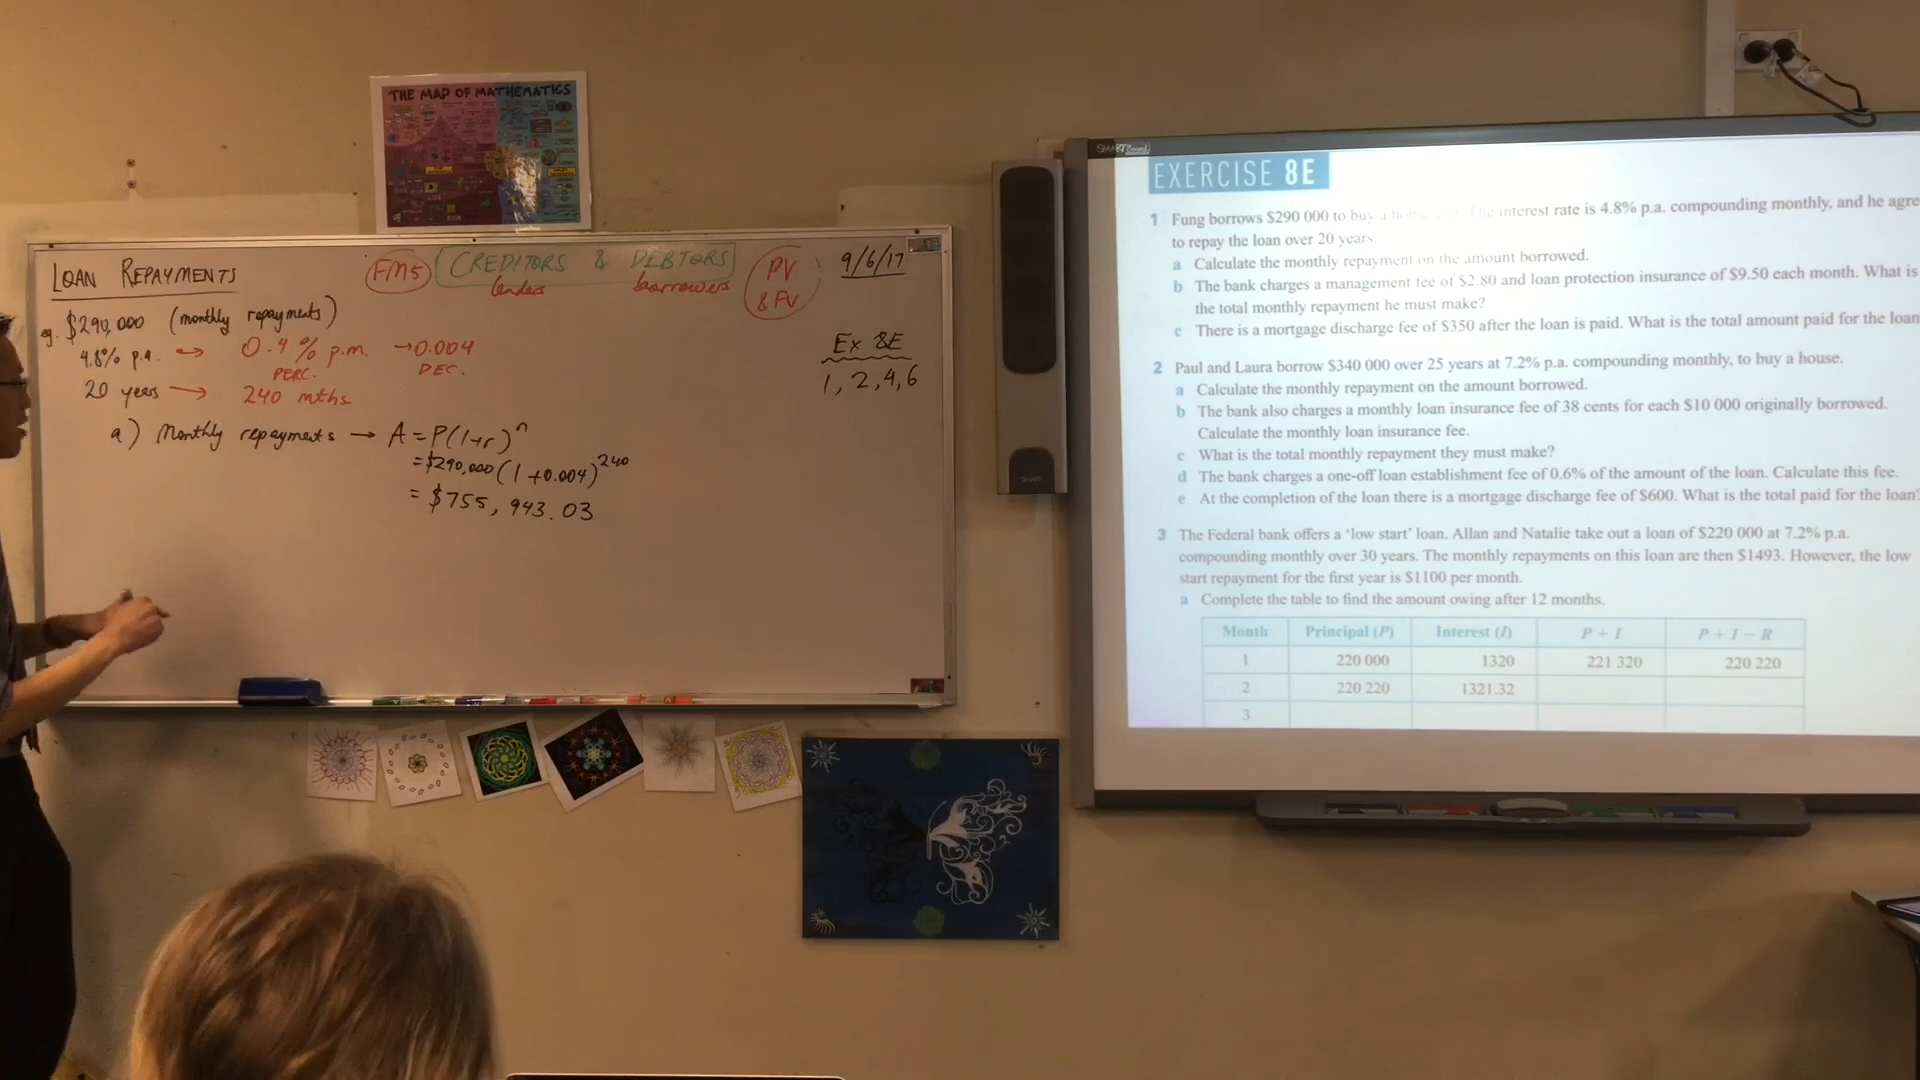 THE MAP OF MATHEMATICS
LOAN REPAYMENTS
FM5
CREDITORS & DEBTORS
lenders borrowers
PV
& FV
9/6/17
eg. $290,000 (monthly repayments)
4.8% p.a. → 0.4% p.m. → 0.004
PERC. DEC.
20 years → 240 mths
Ex 8E
1, 2, 4, 6
a) Monthly repayments → A = P(1+r)^n
= $290,000 (1 + 0.004)^240
= $755,943.03
SMART Board
EXERCISE 8E
1 Fung borrows $290 000 to buy a home interest rate is 4.8% p.a. compounding monthly, and he agre
to repay the loan over 20 years
a Calculate the monthly repayment on the amount borrowed.
b The bank charges a management fee of $2.80 and loan protection insurance of $9.50 each month. What is
the total monthly repayment he must make?
c There is a mortgage discharge fee of $350 after the loan is paid. What is the total amount paid for the loan
2 Paul and Laura borrow $340 000 over 25 years at 7.2% p.a. compounding monthly, to buy a house.
a Calculate the monthly repayment on the amount borrowed.
b The bank also charges a monthly loan insurance fee of 38 cents for each $10 000 originally borrowed.
Calculate the monthly loan insurance fee.
c What is the total monthly repayment they must make?
d The bank charges a one-off loan establishment fee of 0.6% of the amount of the loan. Calculate this fee.
e At the completion of the loan there is a mortgage discharge fee of $600. What is the total paid for the loan?
3 The Federal bank offers a 'low start' loan. Allan and Natalie take out a loan of $220 000 at 7.2% p.a.
compounding monthly over 30 years. The monthly repayments on this loan are then $1493. However, the low
start repayment for the first year is $1100 per month.
a Complete the table to find the amount owing after 12 months.
Month Principal (P) Interest (I) P + I P + I − R
1 220 000 1320 221 320 220 220
2 220 220 1321.32
3